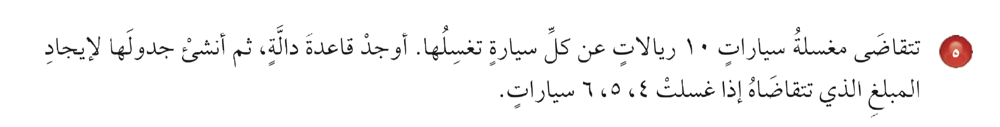 ٥ تتقاضَى مغسلةُ سياراتٍ ١٠ ريالاتٍ عن كلِّ سيارةٍ تغسِلُها. أوجدْ قاعدةَ دالَّةٍ، ثم أنشئْ جدولَها لإيجادِ
المبلغِ الذي تتقاضَاهُ إذا غسلتْ ٤، ٥، ٦ سياراتٍ.